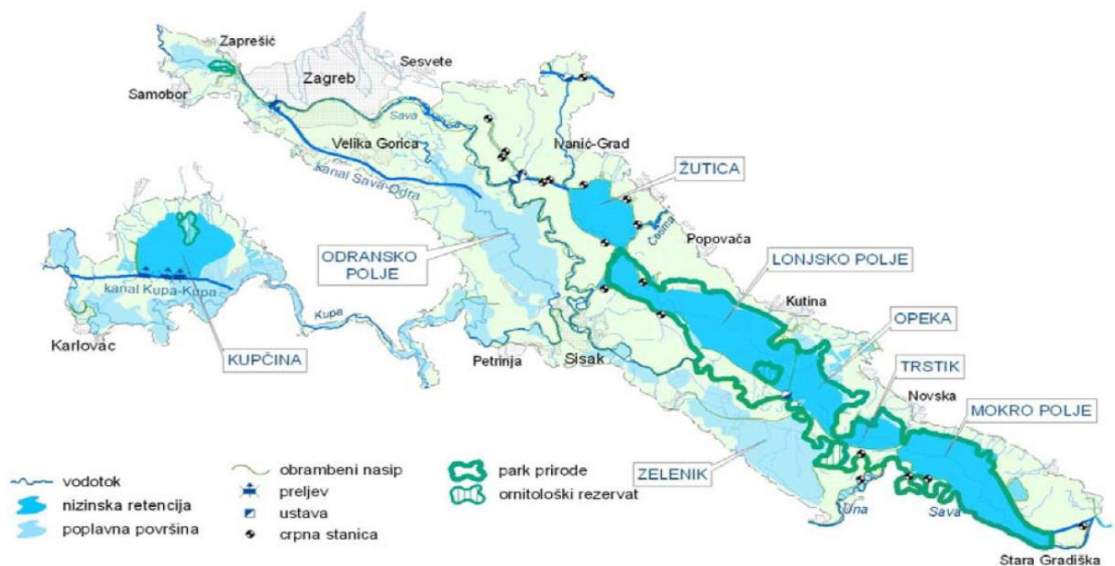 Zaprešić
Zagreb
Sesvete
Samobor
Sava
Velika Gorica
Ivanić-Grad
kanal Sava-Odra
ŽUTICA
Česma
Popovača
ODRANSKO
POLJE
LONJSKO POLJE
kanal Kupa-Kupa
Kutina
OPEKA
Kupa
Karlovac
KUPČINA
Petrinja
Sisak
TRSTIK
Novska
MOKRO POLJE
ZELENIK
Una
Sava
Stara Gradiška
vodotok
nizinska retencija
poplavna površina
obrambeni nasip
preljev
ustava
crpna stanica
park prirode
ornitološki rezervat